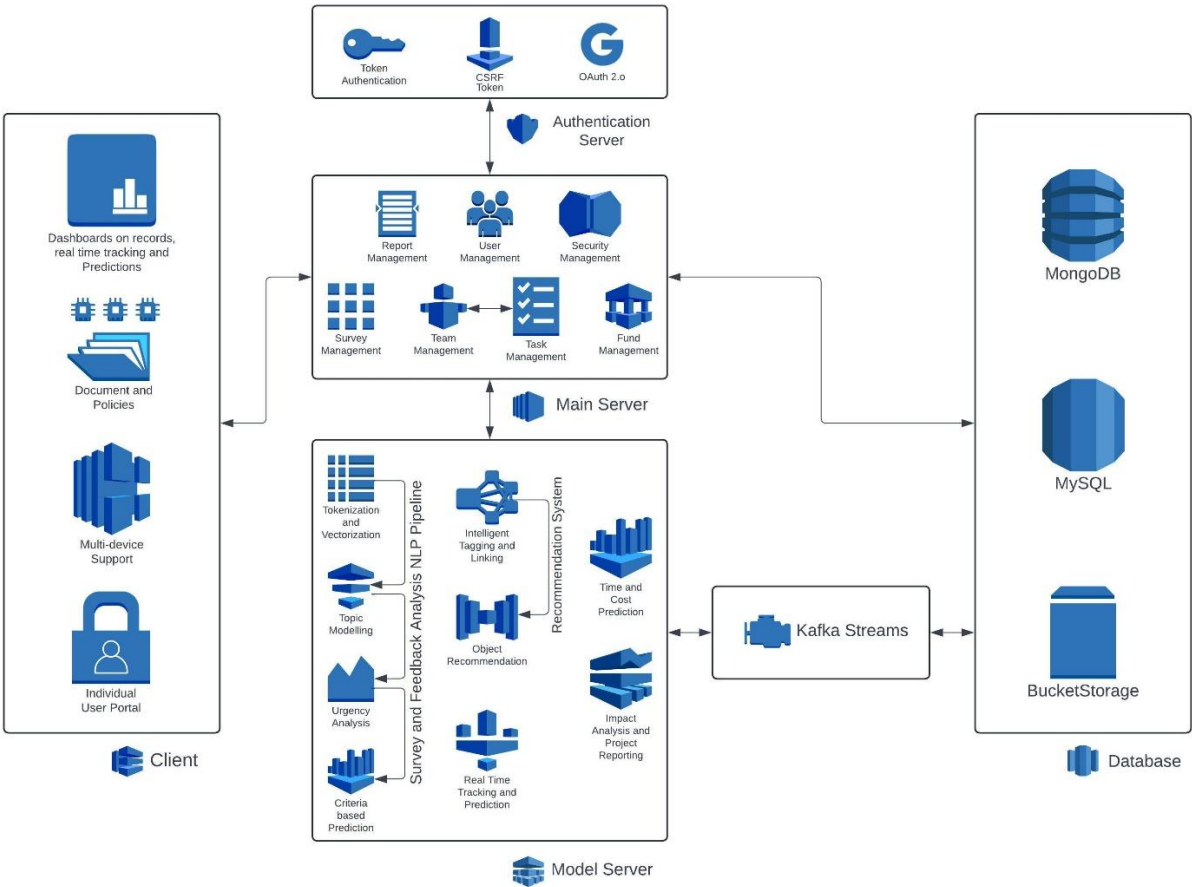 Token
Authentication
CSRF
Token
OAuth 2.o
Authentication
Server
Dashboards on records,
real time tracking and
Predictions
Document and
Policies
Multi-device
Support
Individual
User Portal
Client
Report
Management
User
Management
Security
Management
Survey
Management
Team
Management
Task
Management
Fund
Management
Main Server
Tokenization
and
Vectorization
Topic
Modelling
Urgency
Analysis
Criteria
based
Prediction
Survey and Feedback Analysis NLP Pipeline
Intelligent
Tagging and
Linking
Object
Recommendation
Recommendation System
Real Time
Tracking and
Prediction
Time and
Cost
Prediction
Impact
Analysis and
Project
Reporting
Model Server
Kafka Streams
MongoDB
MySQL
BucketStorage
Database